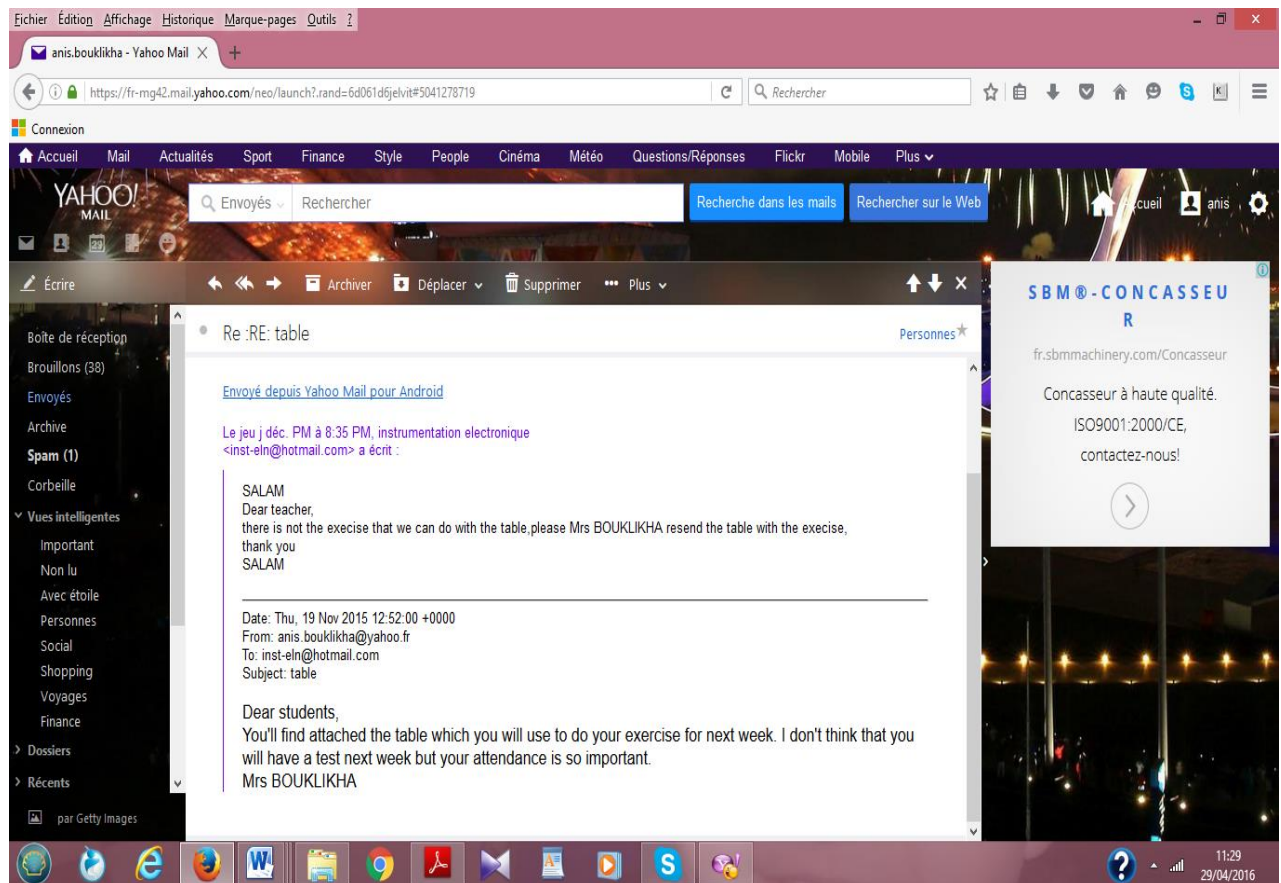 Fichier Édition Affichage Historique Marque-pages Outils ?
anis.bouklikha - Yahoo Mail
https://fr-mg42.mail.yahoo.com/neo/launch?.rand=6d061d6jelvit#5041278719
Rechercher
Connexion
Accueil Mail Actualités Sport Finance Style People Cinéma Météo Questions/Réponses Flickr Mobile Plus
YAHOO!
MAIL
Envoyés Rechercher
Recherche dans les mails
Rechercher sur le Web
anis
Écrire
Archiver Déplacer Supprimer Plus
Boîte de réception
Brouillons (38)
Envoyés
Archive
Spam (1)
Corbeille
Vues intelligentes
Important
Non lu
Avec étoile
Personnes
Social
Shopping
Voyages
Finance
Dossiers
Récents
par Getty Images
Re :RE: table
Personnes
Envoyé depuis Yahoo Mail pour Android
Le jeu j déc. PM à 8:35 PM, instrumentation electronique
<inst-eln@hotmail.com> a écrit :
SALAM
Dear teacher,
there is not the execise that we can do with the table,please Mrs BOUKLIKHA resend the table with the execise,
thank you
SALAM
Date: Thu, 19 Nov 2015 12:52:00 +0000
From: anis.bouklikha@yahoo.fr
To: inst-eln@hotmail.com
Subject: table
Dear students,
You'll find attached the table which you will use to do your exercise for next week. I don't think that you
will have a test next week but your attendance is so important.
Mrs BOUKLIKHA
SBM®-CONCASSEU
R
fr.sbmmachinery.com/Concasseur
Concasseur à haute qualité.
ISO9001:2000/CE,
contactez-nous!
11:29
29/04/2016